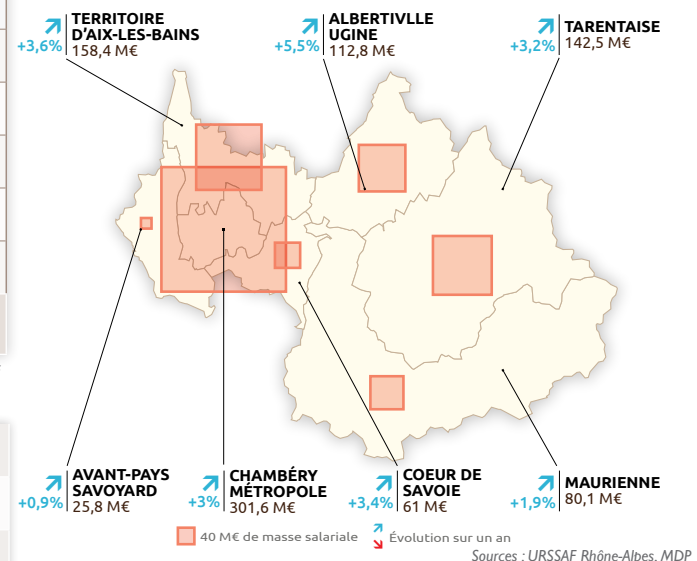 TERRITOIRE
D'AIX-LES-BAINS
+3,6% 158,4 M€
ALBERTIVLLE
UGINE
+5,5% 112,8 M€
TARENTAISE
+3,2% 142,5 M€
AVANT-PAYS
SAVOYARD
+0,9% 25,8 M€
CHAMBÉRY
MÉTROPOLE
+3% 301,6 M€
COEUR DE
SAVOIE
+3,4% 61 M€
MAURIENNE
+1,9% 80,1 M€
40 M€ de masse salariale
Évolution sur un an
Sources : URSSAF Rhône-Alpes, MDP